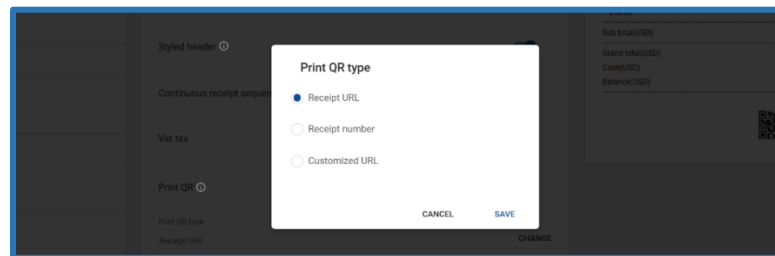 Sub total(USD)
Styled header
Grand total(USD)
Print QR type
Cash(USD)
Balance(USD)
Continuous receipt sequen
Receipt URL
Receipt number
Vat tax
Customized URL
Print QR
CANCEL SAVE
Print QR type
Receipt URL CHANGE